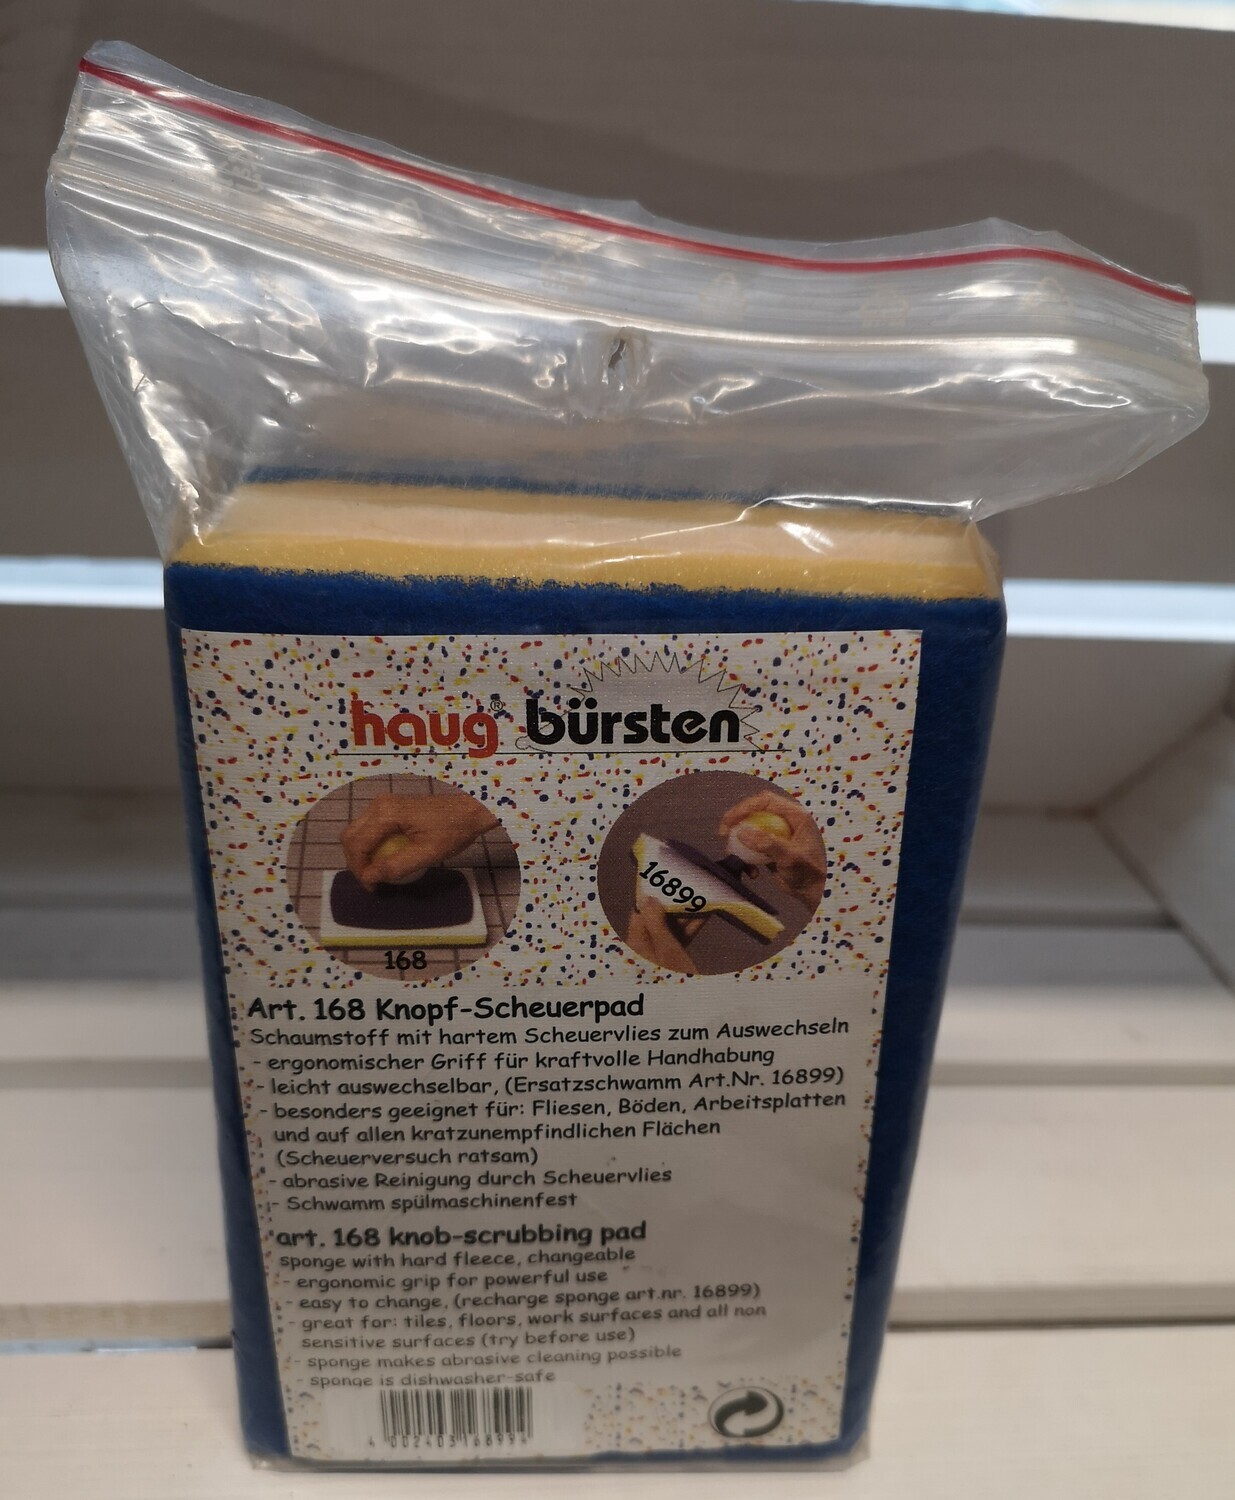 haug® bürsten
168
16899
Art. 168 Knopf-Scheuerpad
Schaumstoff mit hartem Scheuervlies zum Auswechseln
- ergonomischer Griff für kraftvolle Handhabung
- leicht auswechselbar, (Ersatzschwamm Art.Nr. 16899)
- besonders geeignet für: Fliesen, Böden, Arbeitsplatten
und auf allen kratzunempfindlichen Flächen
(Scheuerversuch ratsam)
- abrasive Reinigung durch Scheuervlies
- Schwamm spülmaschinenfest
art. 168 knob-scrubbing pad
sponge with hard fleece, changeable
- ergonomic grip for powerful use
- easy to change, (recharge sponge art.nr. 16899)
- great for: tiles, floors, work surfaces and all non
sensitive surfaces (try before use)
- sponge makes abrasive cleaning possible
- sponge is dishwasher-safe